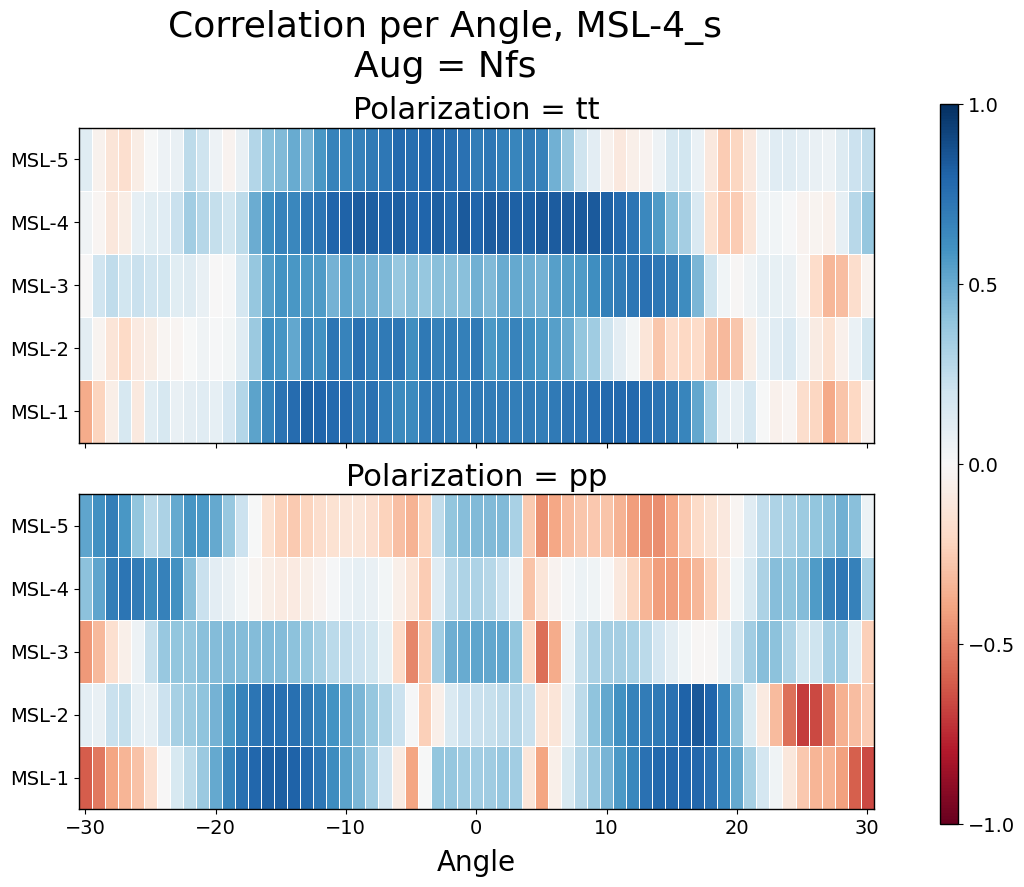 Correlation per Angle, MSL-4_s
Aug = Nfs
Polarization = tt
MSL-5
MSL-4
MSL-3
MSL-2
MSL-1
Polarization = pp
MSL-5
MSL-4
MSL-3
MSL-2
MSL-1
−30 −20 −10 0 10 20 30
Angle
1.0
0.5
0.0
−0.5
−1.0